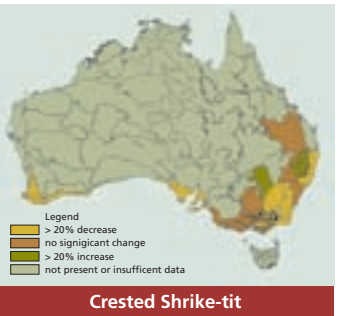 Legend
> 20% decrease
no signigicant change
> 20% increase
not present or insufficent data
Crested Shrike-tit